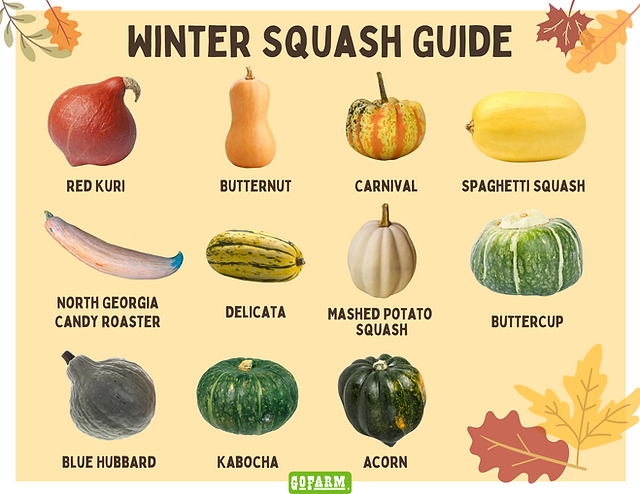 WINTER SQUASH GUIDE
RED KURI
BUTTERNUT
CARNIVAL
SPAGHETTI SQUASH
NORTH GEORGIA
CANDY ROASTER
DELICATA
MASHED POTATO
SQUASH
BUTTERCUP
BLUE HUBBARD
KABOCHA
ACORN
GOFARM